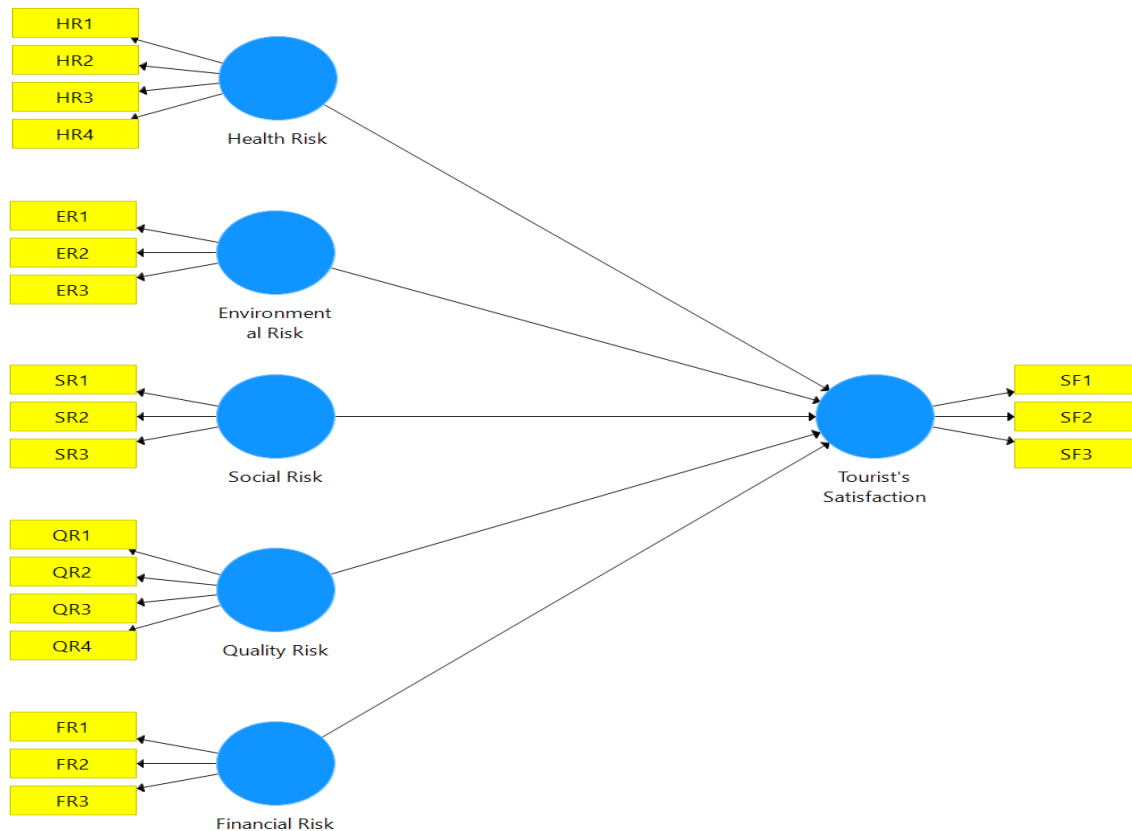 HR1
HR2
HR3
HR4
Health Risk
ER1
ER2
ER3
Environment
al Risk
SR1
SR2
SR3
Social Risk
QR1
QR2
QR3
QR4
Quality Risk
FR1
FR2
FR3
Financial Risk
Tourist's
Satisfaction
SF1
SF2
SF3